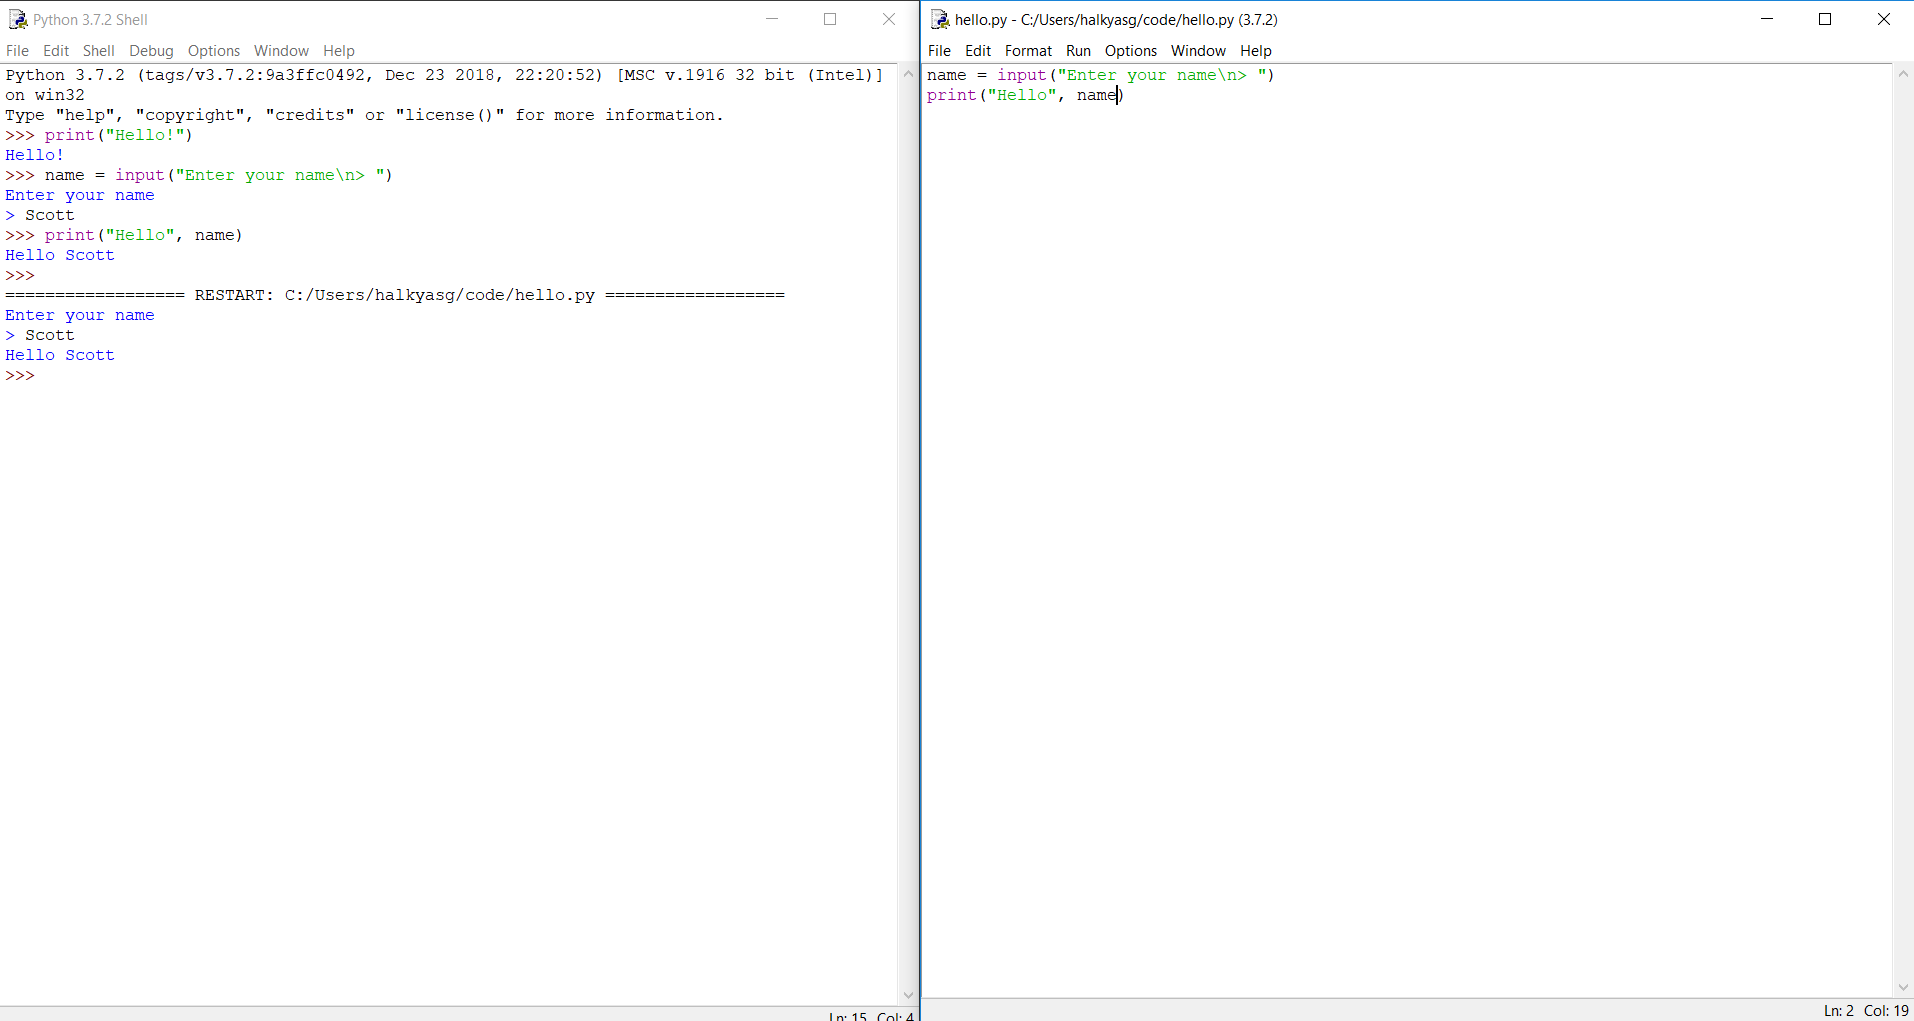 Python 3.7.2 Shell
File Edit Shell Debug Options Window Help
Python 3.7.2 (tags/v3.7.2:9a3ffc0492, Dec 23 2018, 22:20:52) [MSC v.1916 32 bit (Intel)]
on win32
Type "help", "copyright", "credits" or "license()" for more information.
>>> print("Hello!")
Hello!
>>> name = input("Enter your name\n> ")
Enter your name
> Scott
>>> print("Hello", name)
Hello Scott
>>>
================== RESTART: C:/Users/halkyasg/code/hello.py ==================
Enter your name
> Scott
Hello Scott
>>>
Ln: 15 Col: 4
hello.py - C:/Users/halkyasg/code/hello.py (3.7.2)
File Edit Format Run Options Window Help
name = input("Enter your name\n> ")
print("Hello", name)
Ln: 2 Col: 19